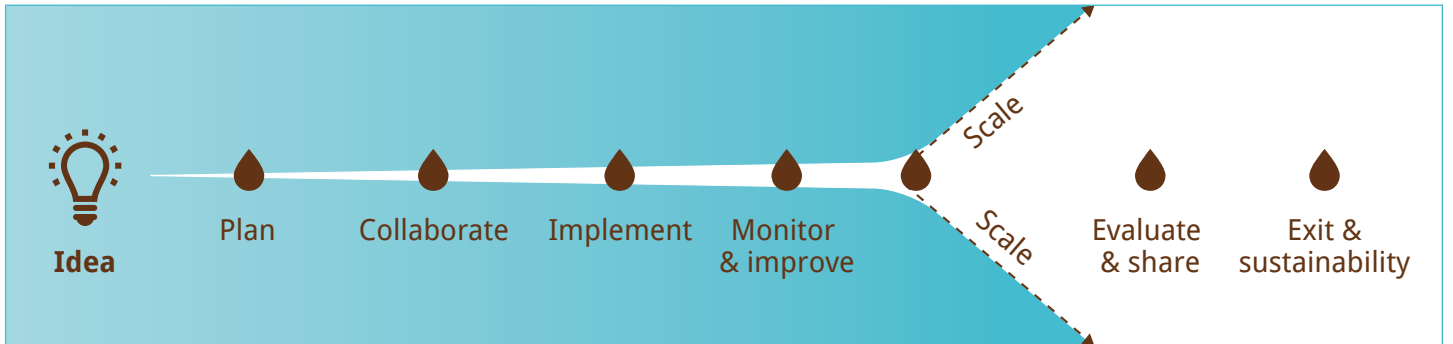 Idea
Plan
Collaborate
Implement
Monitor
& improve
Scale
Scale
Evaluate
& share
Exit &
sustainability